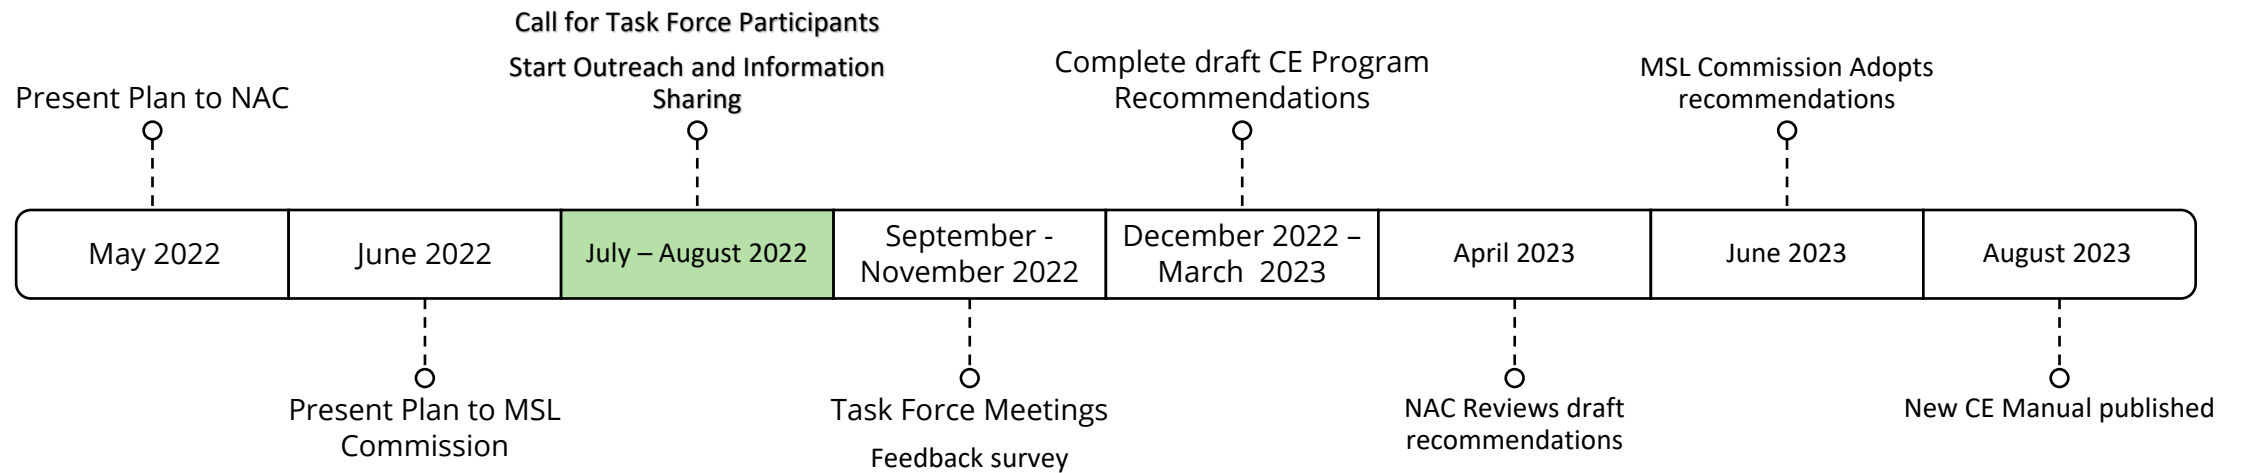 Call for Task Force Participants
Start Outreach and Information
Sharing
Present Plan to NAC
Complete draft CE Program
Recommendations
MSL Commission Adopts
recommendations
May 2022
June 2022
July – August 2022
September -
November 2022
December 2022 –
March  2023
April 2023
June 2023
August 2023
Present Plan to MSL
Commission
Task Force Meetings
Feedback survey
NAC Reviews draft
recommendations
New CE Manual published